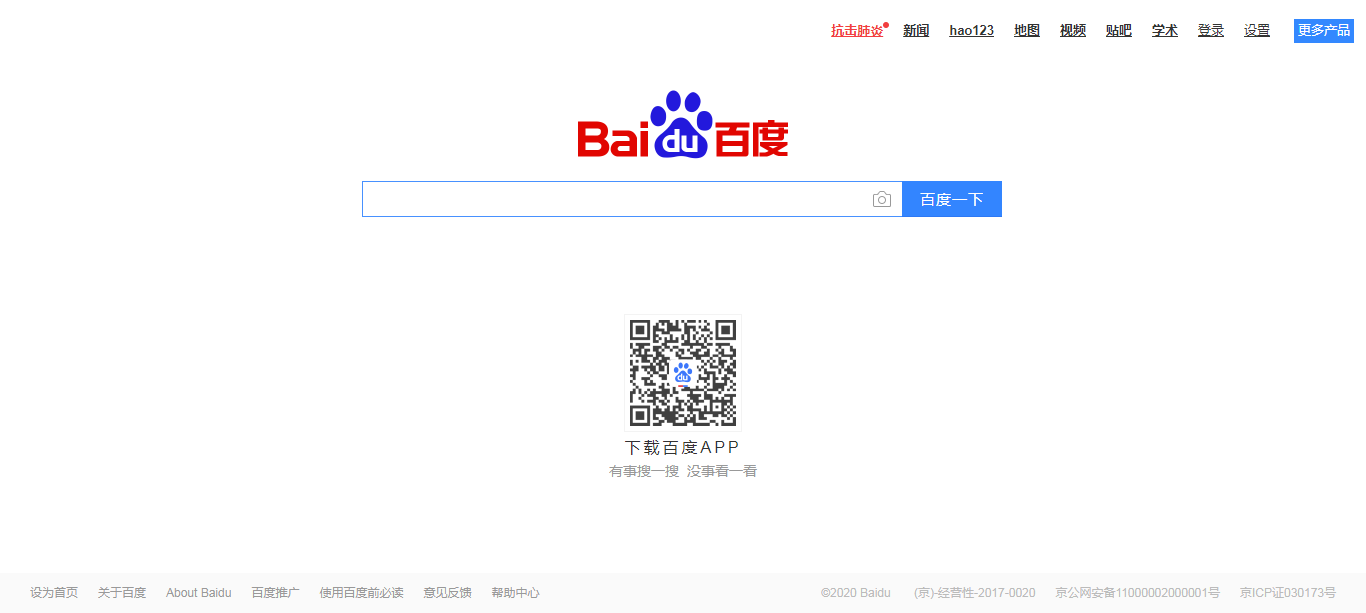 抗击肺炎 新闻 hao123 地图 视频 贴吧 学术 登录 设置 更多产品
Bai du 百度
百度一下
du
下载百度APP
有事搜一搜 没事看一看
设为首页 关于百度 About Baidu 百度推广 使用百度前必读 意见反馈 帮助中心 ©2020 Baidu (京)-经营性-2017-0020 京公网安备11000002000001号 京ICP证030173号